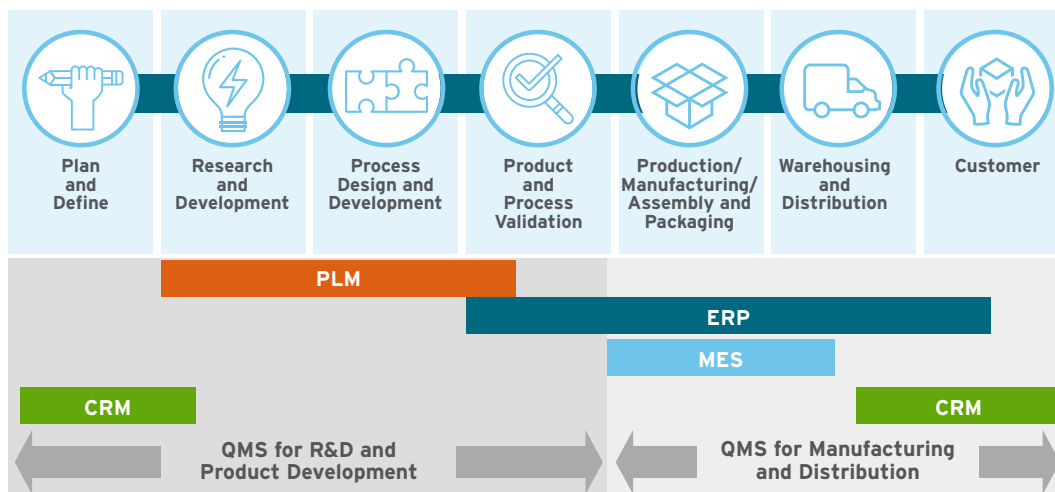 Plan
and
Define
Research
and
Development
Process
Design and
Development
Product
and
Process
Validation
Production/
Manufacturing/
Assembly and
Packaging
Warehousing
and
Distribution
Customer
PLM
ERP
MES
CRM
CRM
QMS for R&D and
Product Development
QMS for Manufacturing
and Distribution